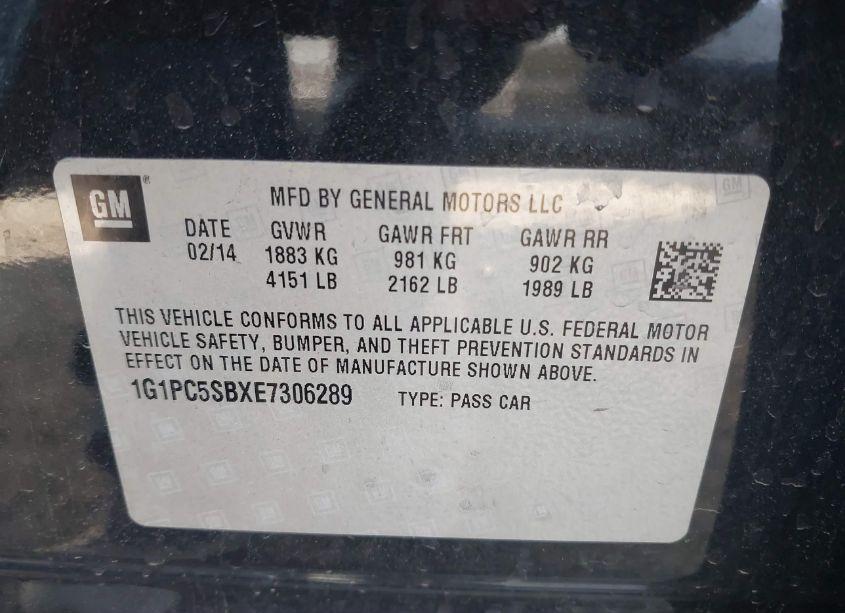 GM®
MFD BY GENERAL MOTORS LLC
DATE GVWR GAWR FRT GAWR RR
02/14 1883 KG 981 KG 902 KG
4151 LB 2162 LB 1989 LB
THIS VEHICLE CONFORMS TO ALL APPLICABLE U.S. FEDERAL MOTOR
VEHICLE SAFETY, BUMPER, AND THEFT PREVENTION STANDARDS IN
EFFECT ON THE DATE OF MANUFACTURE SHOWN ABOVE.
1G1PC5SBXE7306289 TYPE: PASS CAR